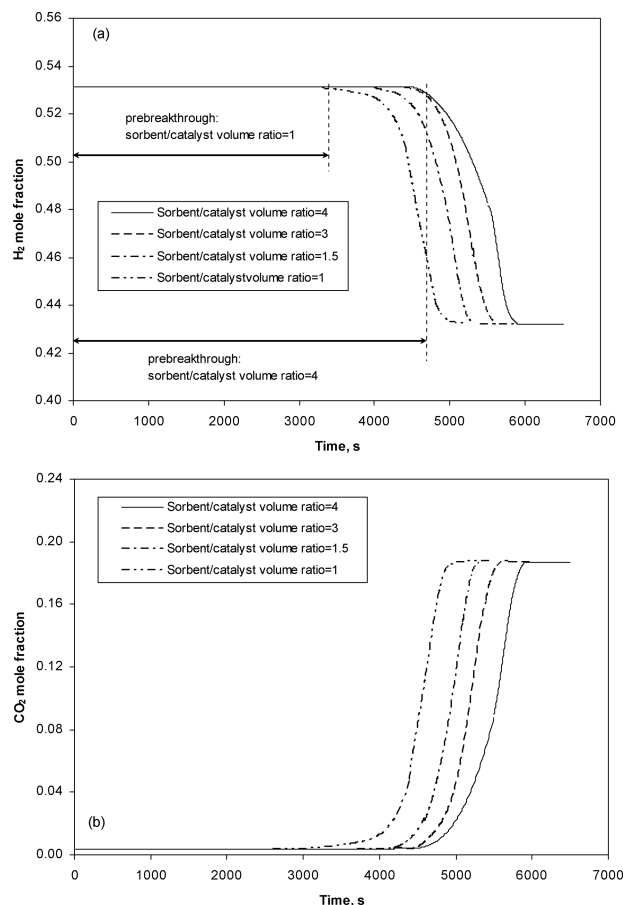 (a)
0.56
0.54
0.52
0.50
0.48
0.46
0.44
0.42
0.40
H2 mole fraction
prebreakthrough:
sorbent/catalyst volume ratio=1
Sorbent/catalyst volume ratio=4
Sorbent/catalyst volume ratio=3
Sorbent/catalyst volume ratio=1.5
Sorbent/catalystvolume ratio=1
prebreakthrough:
sorbent/catalyst volume ratio=4
0 1000 2000 3000 4000 5000 6000 7000
Time, s
0.24
0.20
0.16
0.12
0.08
0.04
0.00
CO2 mole fraction
Sorbent/catalyst volume ratio=4
Sorbent/catalyst volume ratio=3
Sorbent/catalyst volume ratio=1.5
Sorbent/catalyst volume ratio=1
(b)
0 1000 2000 3000 4000 5000 6000 7000
Time, s